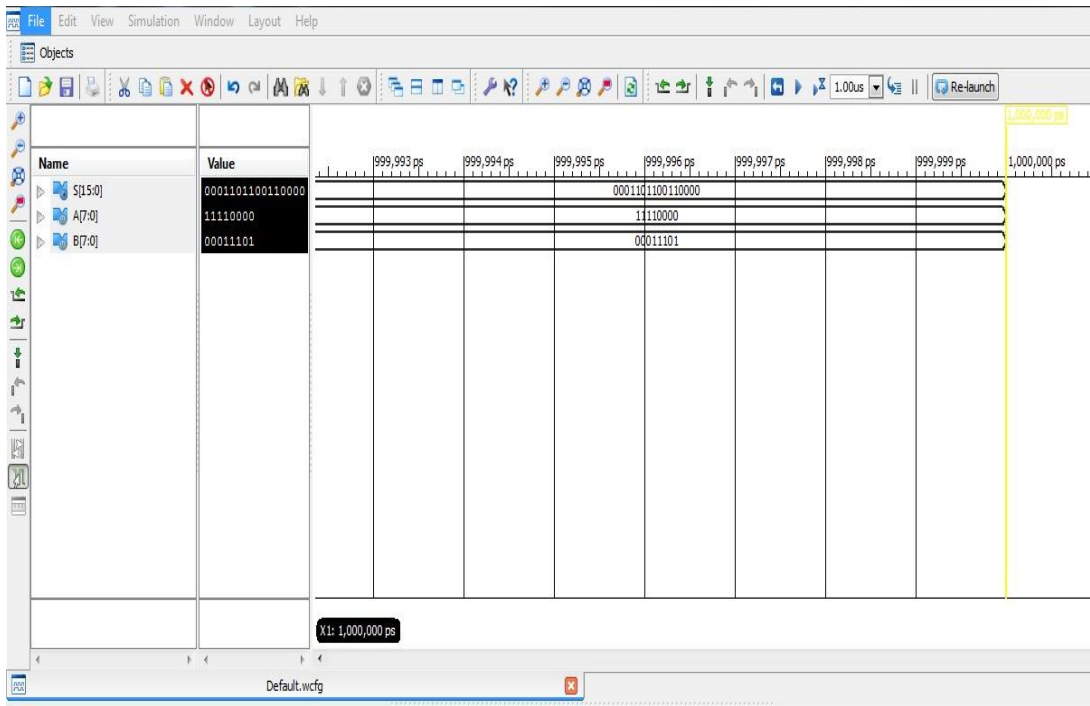 File Edit View Simulation Window Layout Help
Objects
1.00us Re-launch
1,000,000 ps
Name Value 999,993 ps 999,994 ps 999,995 ps 999,996 ps 999,997 ps 999,998 ps 999,999 ps 1,000,000 ps
S[15:0] 0001101100110000 0001101100110000
A[7:0] 11110000 11110000
B[7:0] 00011101 00011101
X1: 1,000,000 ps
Default.wcfg